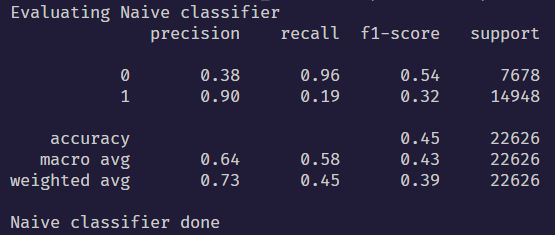 Evaluating Naive classifier
precision recall f1-score support
0 0.38 0.96 0.54 7678
1 0.90 0.19 0.32 14948
accuracy 0.45 22626
macro avg 0.64 0.58 0.43 22626
weighted avg 0.73 0.45 0.39 22626
Naive classifier done